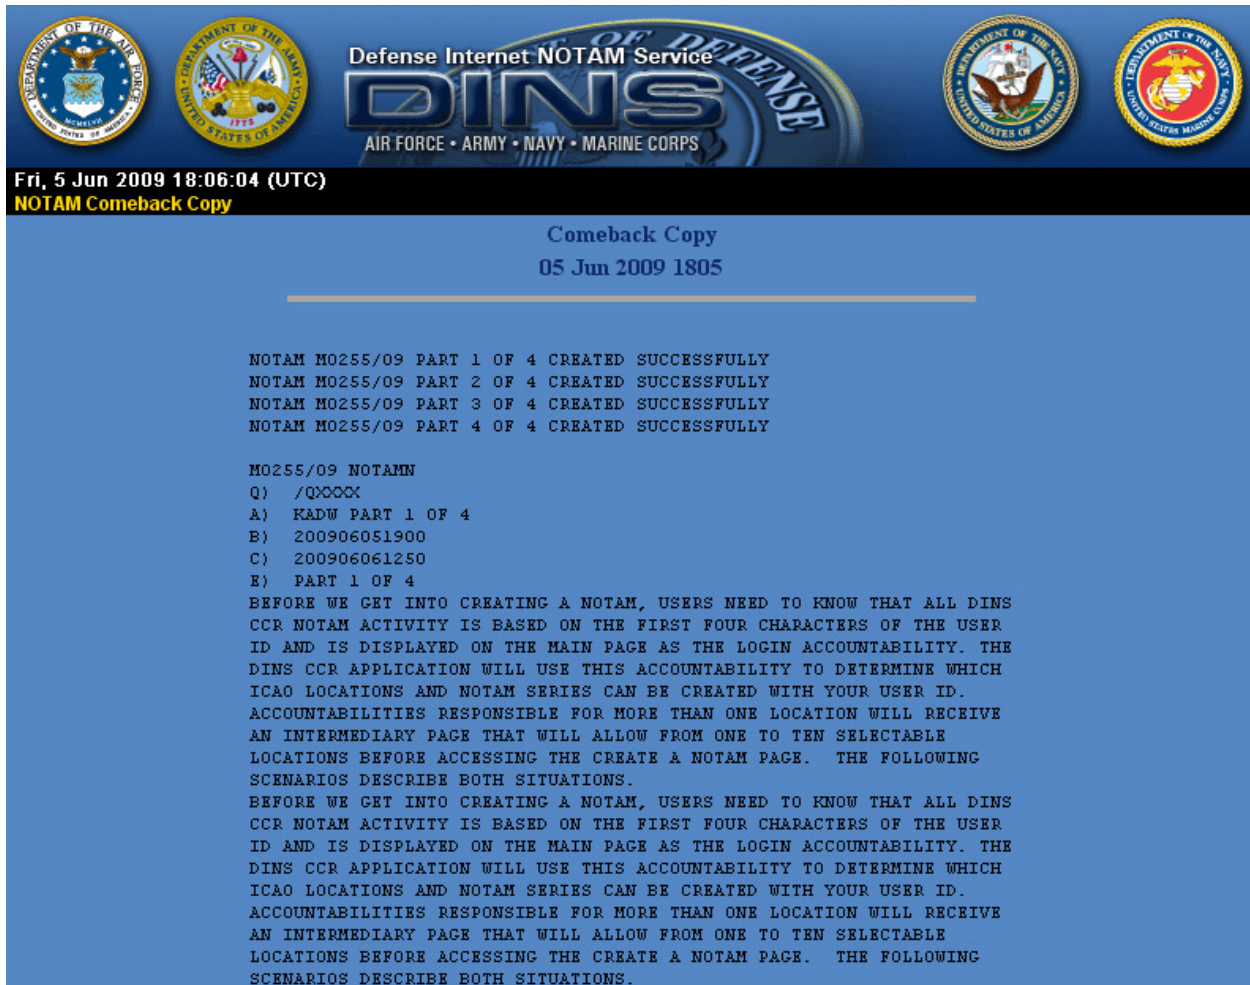 Defense Internet NOTAM Service
OF DEFENSE
DINS
AIR FORCE • ARMY • NAVY • MARINE CORPS
Fri, 5 Jun 2009 18:06:04 (UTC)
NOTAM Comeback Copy
Comeback Copy
05 Jun 2009 1805
NOTAM M0255/09 PART 1 OF 4 CREATED SUCCESSFULLY
NOTAM M0255/09 PART 2 OF 4 CREATED SUCCESSFULLY
NOTAM M0255/09 PART 3 OF 4 CREATED SUCCESSFULLY
NOTAM M0255/09 PART 4 OF 4 CREATED SUCCESSFULLY
M0255/09 NOTAMN
Q) /QXXXX
A) KADW PART 1 OF 4
B) 200906051900
C) 200906061250
E) PART 1 OF 4
BEFORE WE GET INTO CREATING A NOTAM, USERS NEED TO KNOW THAT ALL DINS
CCR NOTAM ACTIVITY IS BASED ON THE FIRST FOUR CHARACTERS OF THE USER
ID AND IS DISPLAYED ON THE MAIN PAGE AS THE LOGIN ACCOUNTABILITY. THE
DINS CCR APPLICATION WILL USE THIS ACCOUNTABILITY TO DETERMINE WHICH
ICAO LOCATIONS AND NOTAM SERIES CAN BE CREATED WITH YOUR USER ID.
ACCOUNTABILITIES RESPONSIBLE FOR MORE THAN ONE LOCATION WILL RECEIVE
AN INTERMEDIARY PAGE THAT WILL ALLOW FROM ONE TO TEN SELECTABLE
LOCATIONS BEFORE ACCESSING THE CREATE A NOTAM PAGE.  THE FOLLOWING
SCENARIOS DESCRIBE BOTH SITUATIONS.
BEFORE WE GET INTO CREATING A NOTAM, USERS NEED TO KNOW THAT ALL DINS
CCR NOTAM ACTIVITY IS BASED ON THE FIRST FOUR CHARACTERS OF THE USER
ID AND IS DISPLAYED ON THE MAIN PAGE AS THE LOGIN ACCOUNTABILITY. THE
DINS CCR APPLICATION WILL USE THIS ACCOUNTABILITY TO DETERMINE WHICH
ICAO LOCATIONS AND NOTAM SERIES CAN BE CREATED WITH YOUR USER ID.
ACCOUNTABILITIES RESPONSIBLE FOR MORE THAN ONE LOCATION WILL RECEIVE
AN INTERMEDIARY PAGE THAT WILL ALLOW FROM ONE TO TEN SELECTABLE
LOCATIONS BEFORE ACCESSING THE CREATE A NOTAM PAGE.  THE FOLLOWING
SCENARIOS DESCRIBE BOTH SITUATIONS.